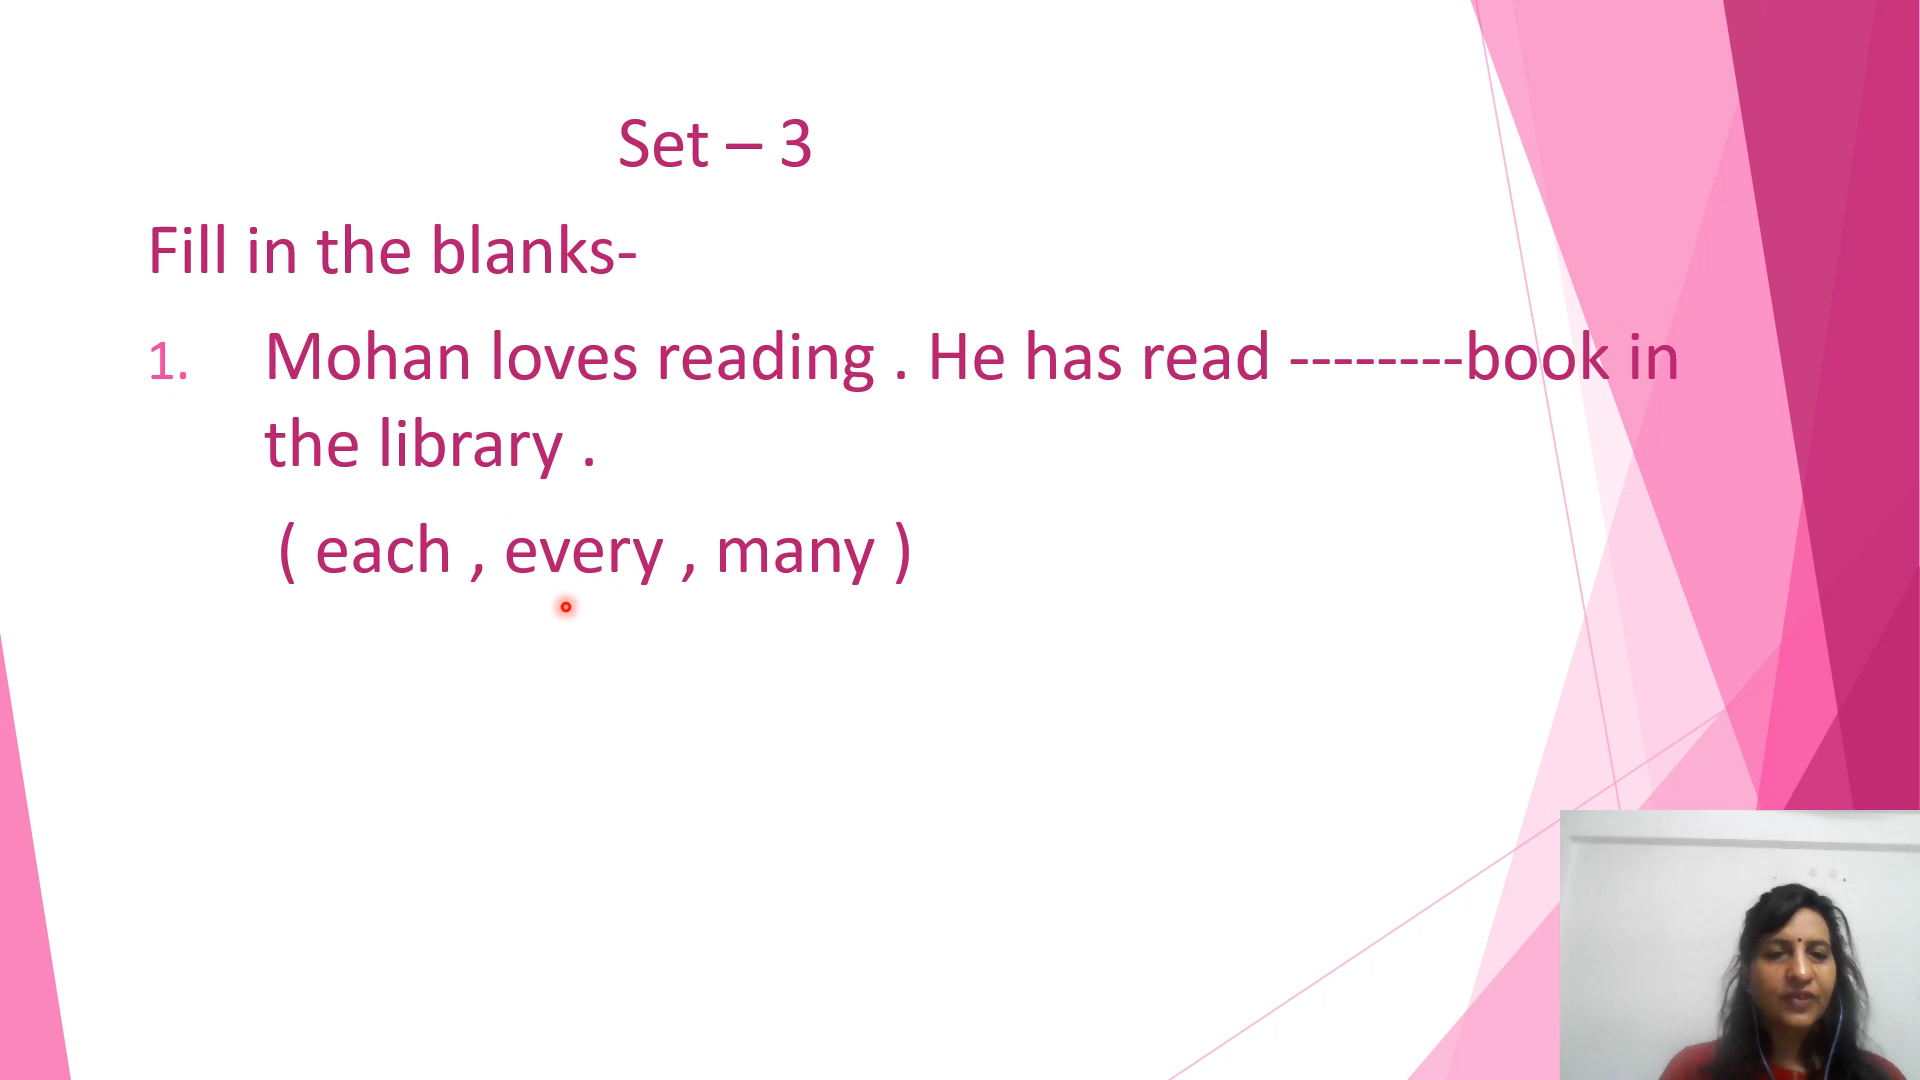 Set – 3
Fill in the blanks-
1. Mohan loves reading . He has read --------book in
the library .
( each , every , many )